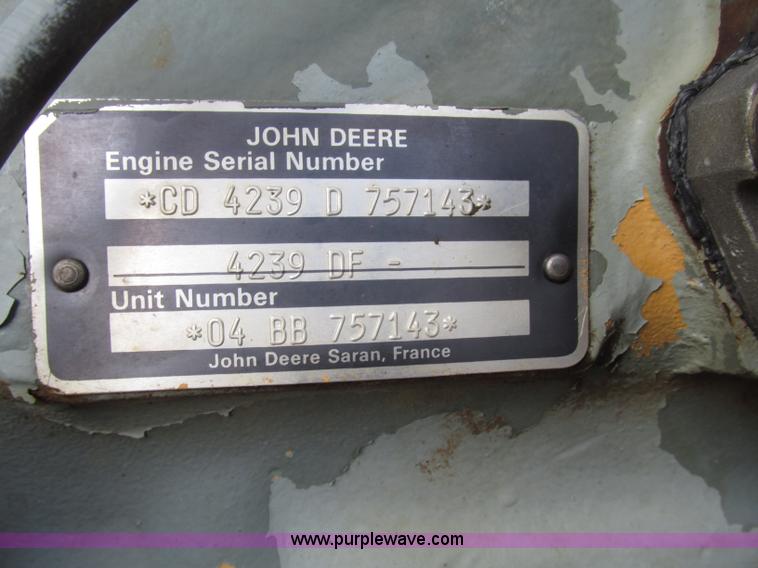 JOHN DEERE
Engine Serial Number
*CD 4239 D 757143*
4239 DF -
Unit Number
*04 BB 757143*
John Deere Saran, France
www.purplewave.com